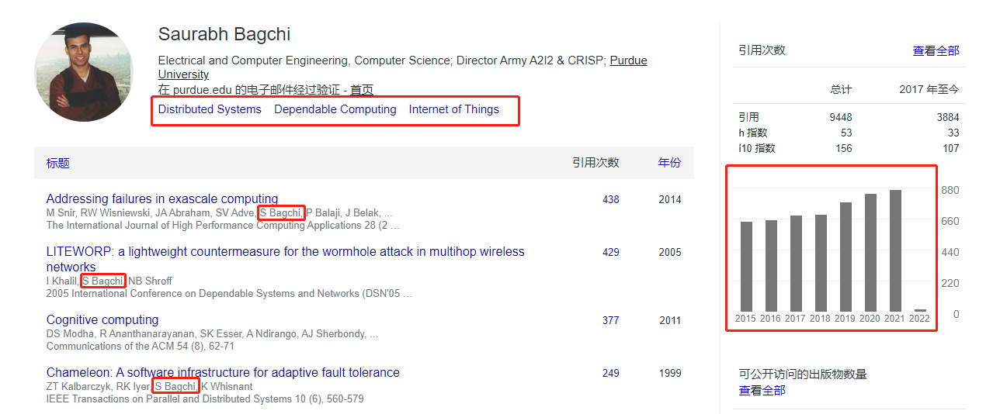 Saurabh Bagchi
Electrical and Computer Engineering, Computer Science; Director Army A2I2 & CRISP; Purdue
University
在 purdue.edu 的电子邮件经过验证 - 首页
Distributed Systems Dependable Computing Internet of Things
标题 引用次数 年份
Addressing failures in exascale computing 438 2014
M Snir, RW Wisniewski, JA Abraham, SV Adve, S Bagchi, P Balaji, J Belak, ...
The International Journal of High Performance Computing Applications 28 (2 ...
LITEWORP: a lightweight countermeasure for the wormhole attack in multihop wireless 429 2005
networks
I Khalil, S Bagchi, NB Shroff
2005 International Conference on Dependable Systems and Networks (DSN'05 ...
Cognitive computing 377 2011
DS Modha, R Ananthanarayanan, SK Esser, A Ndirango, AJ Sherbondy, ...
Communications of the ACM 54 (8), 62-71
Chameleon: A software infrastructure for adaptive fault tolerance 249 1999
ZT Kalbarczyk, RK Iyer, S Bagchi, K Whisnant
IEEE Transactions on Parallel and Distributed Systems 10 (6), 560-579
引用次数 查看全部
总计 2017 年至今
引用 9448 3884
h 指数 53 33
i10 指数 156 107
880
660
440
220
0
2015 2016 2017 2018 2019 2020 2021 2022
可公开访问的出版物数量
查看全部